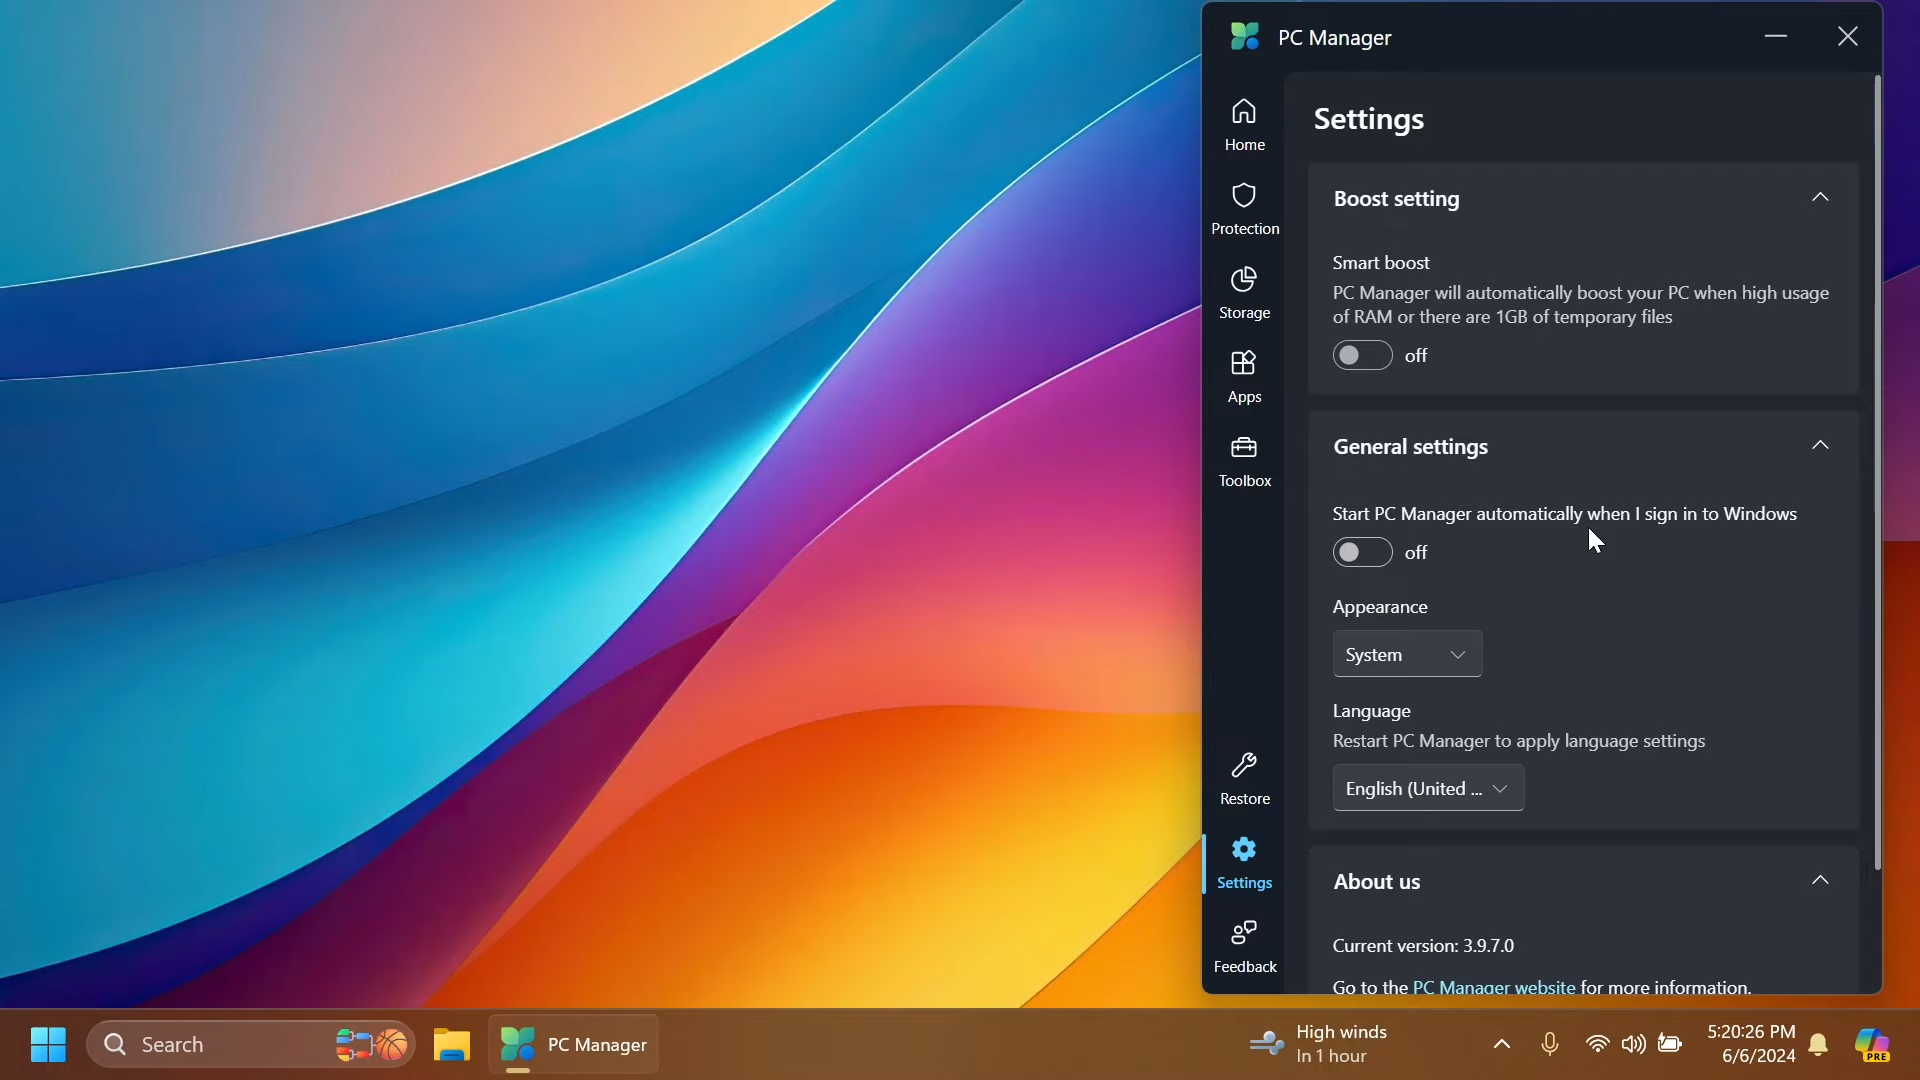 PC Manager
Settings
Home
Protection
Storage
Apps
Toolbox
Restore
Settings
Feedback
Boost setting
Smart boost
PC Manager will automatically boost your PC when high usage
of RAM or there are 1GB of temporary files
off
General settings
Start PC Manager automatically when I sign in to Windows
off
Appearance
System
Language
Restart PC Manager to apply language settings
English (United ...
About us
Current version: 3.9.7.0
Go to the PC Manager website for more information.
Search
PC Manager
High winds
In 1 hour
5:20:26 PM
6/6/2024
PRE